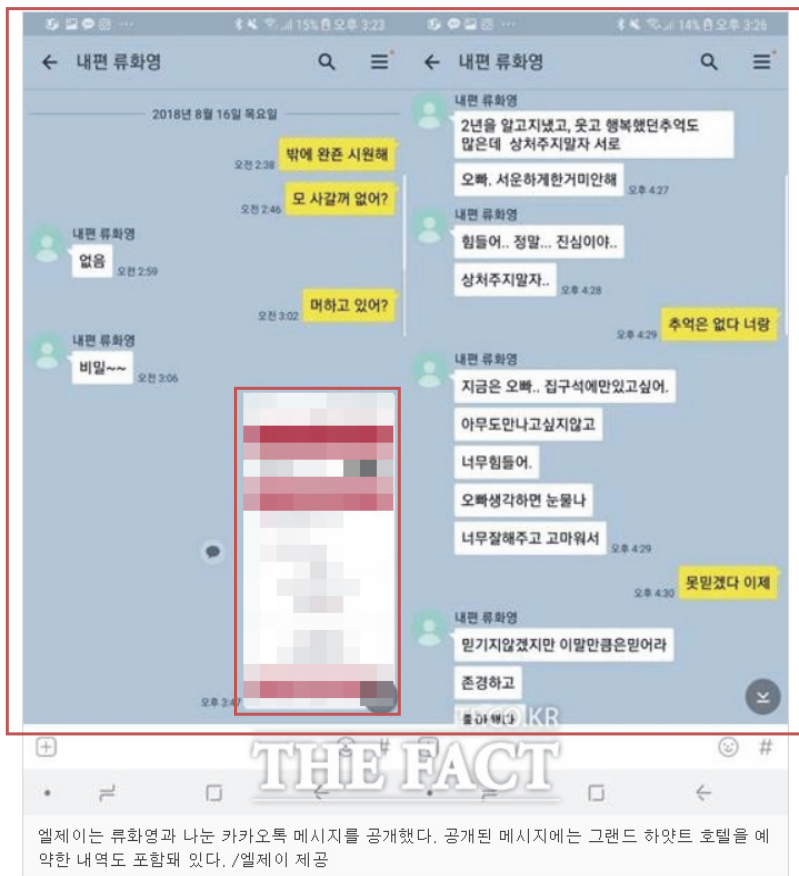 15% 오후 3:23
내편 류화영
2018년 8월 16일 목요일
밖에 완죤 시원해
오전 2:38
모 사갈꺼 없어?
오전 2:46
내편 류화영
없음
오전 2:59
머하고 있어?
오전 3:02
내편 류화영
비밀~~
오전 3:06
오후 3:47
14% 오후 3:26
내편 류화영
내편 류화영
2년을 알고지냈고, 웃고 행복했던추억도
많은데 상처주지말자 서로
오빠. 서운하게한거미안해
오후 4:27
내편 류화영
힘들어.. 정말... 진심이야..
상처주지말자..
오후 4:28
추억은 없다 너랑
오후 4:29
내편 류화영
지금은 오빠.. 집구석에만있고싶어.
아무도만나고싶지않고
너무힘들어.
오빠생각하면 눈물나
너무잘해주고 고마워서
오후 4:29
못믿겠다 이제
오후 4:30
내편 류화영
믿기지않겠지만 이말만큼은믿어라
존경하고
좋아했다
TF.CO.KR
THE FACT
#
#
엘제이는 류화영과 나눈 카카오톡 메시지를 공개했다. 공개된 메시지에는 그랜드 하얏트 호텔을 예
약한 내역도 포함돼 있다. /엘제이 제공